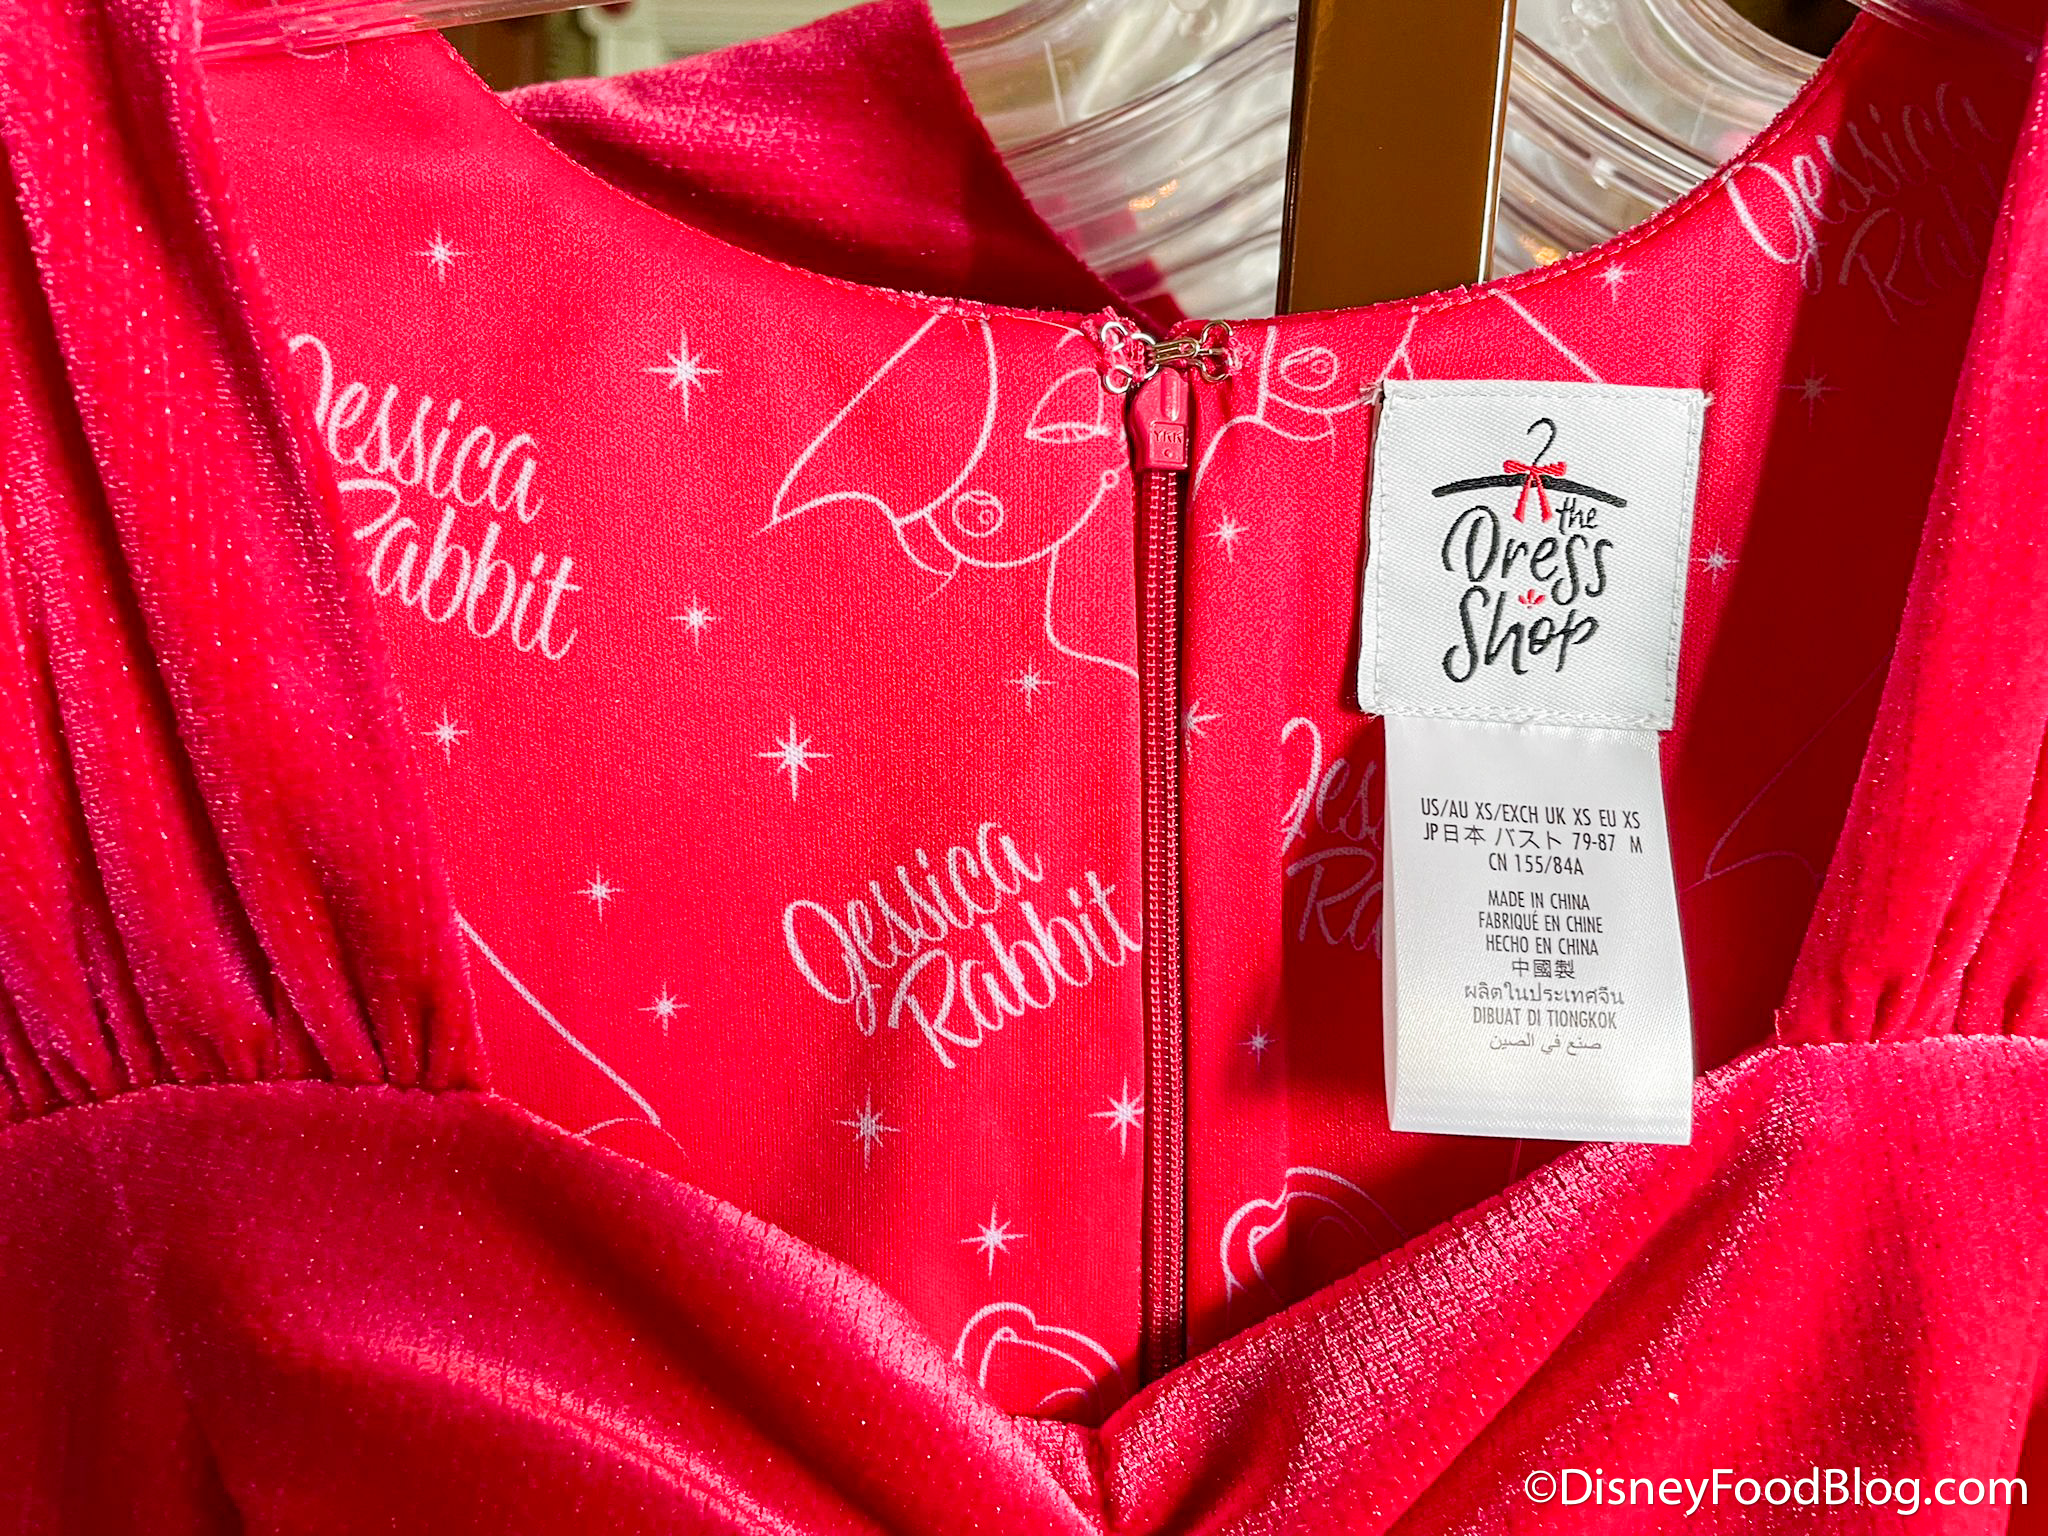 Jessica
Rabbit
Jessica
Rabbit
Jessica
YKK
the
Dress
Shop
US/AU XS/EXCH UK XS EU XS
JP日本 バスト 79-87 M
CN 155/84A
MADE IN CHINA
FABRIQUÉ EN CHINE
HECHO EN CHINA
中國製
ผลิตในประเทศจีน
DIBUAT DI TIONGKOK
صنع في الصين
©DisneyFoodBlog.com